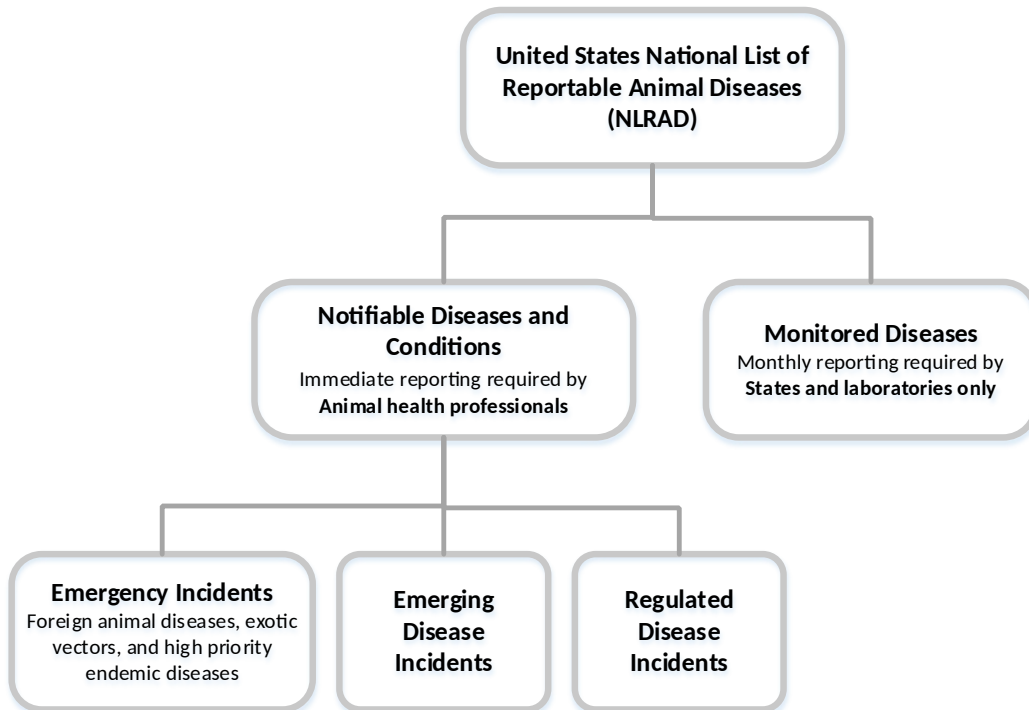 United States National List of
Reportable Animal Diseases
(NLRAD)
Notifiable Diseases and
Conditions
Immediate reporting required by
Animal health professionals
Monitored Diseases
Monthly reporting required by
States and laboratories only
Emergency Incidents
Foreign animal diseases, exotic
vectors, and high priority
endemic diseases
Emerging
Disease
Incidents
Regulated
Disease
Incidents